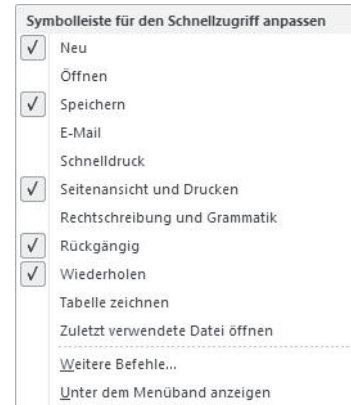 Symbolleiste für den Schnellzugriff anpassen
Neu
Öffnen
Speichern
E-Mail
Schnelldruck
Seitenansicht und Drucken
Rechtschreibung und Grammatik
Rückgängig
Wiederholen
Tabelle zeichnen
Zuletzt verwendete Datei öffnen
Weitere Befehle...
Unter dem Menüband anzeigen